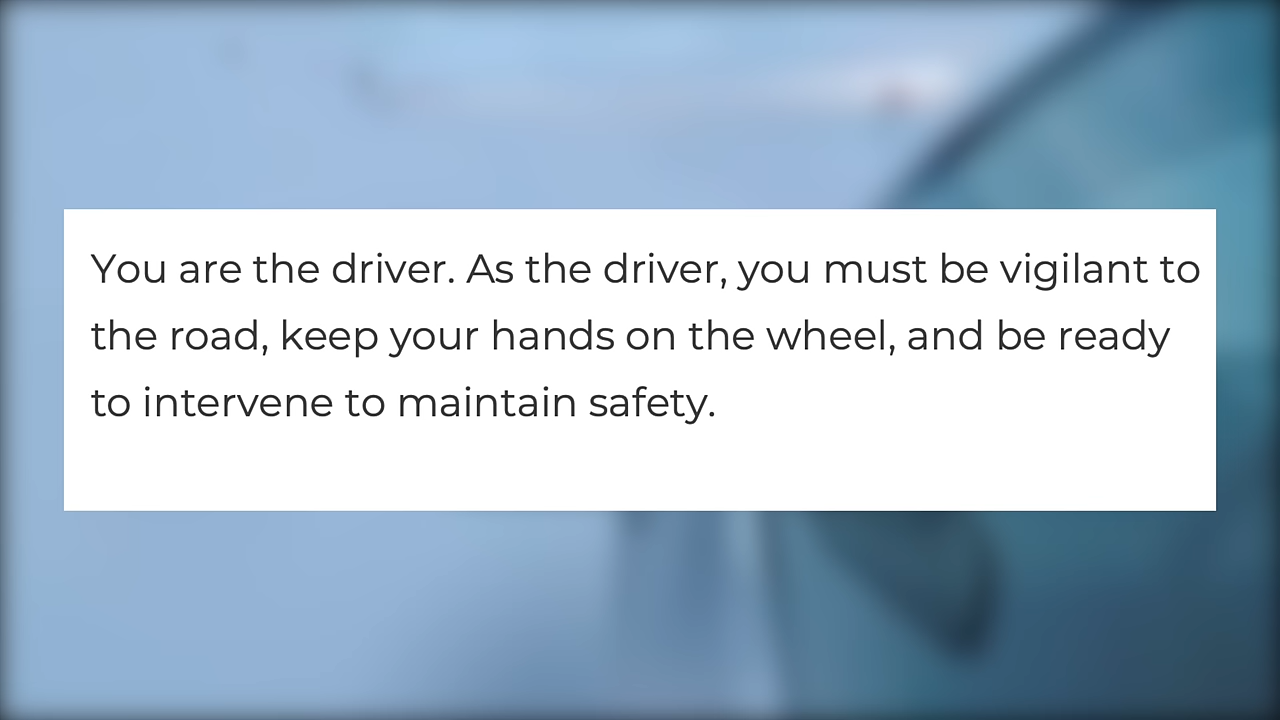 You are the driver. As the driver, you must be vigilant to
the road, keep your hands on the wheel, and be ready
to intervene to maintain safety.